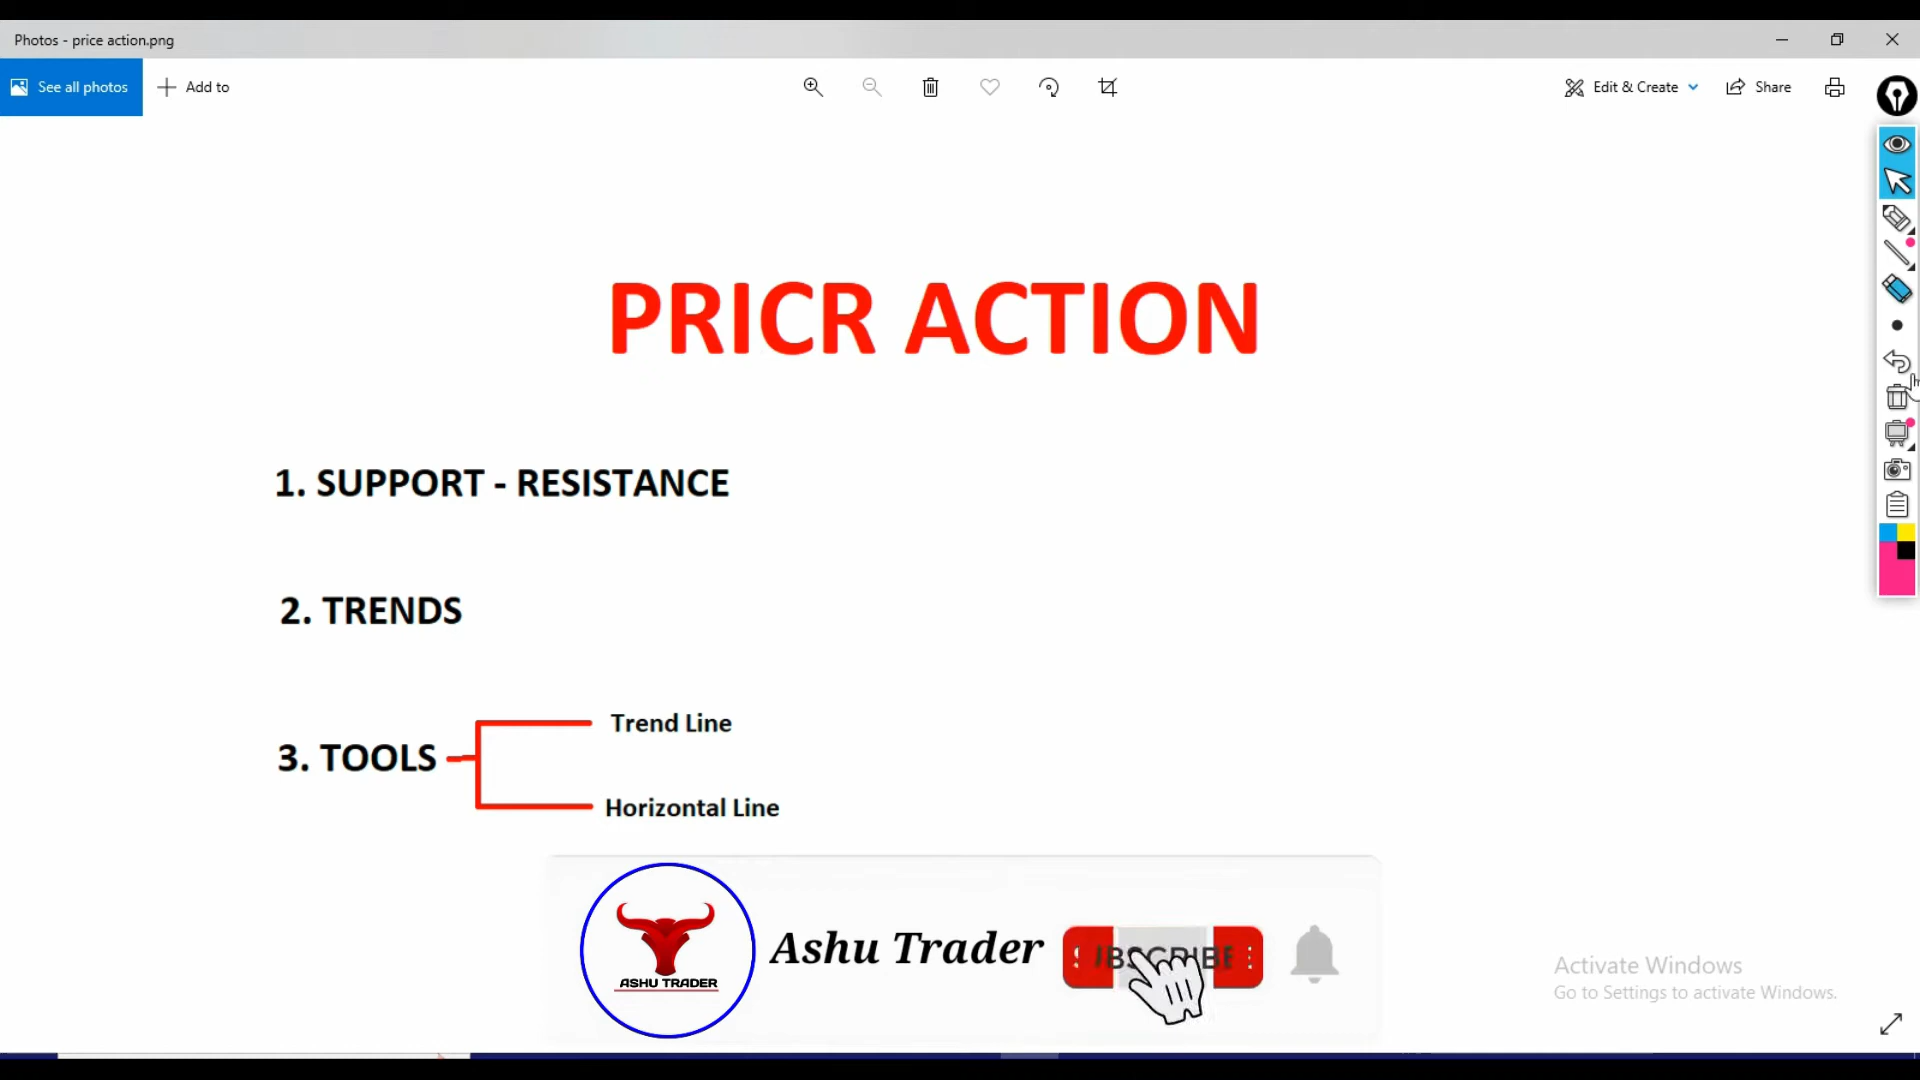 Photos - price action.png
See all photos
Add to
Edit & Create
Share
PRICR ACTION
1. SUPPORT - RESISTANCE
2. TRENDS
3. TOOLS
Trend Line
Horizontal Line
ASHU TRADER
Ashu Trader
Activate Windows
Go to Settings to activate Windows.